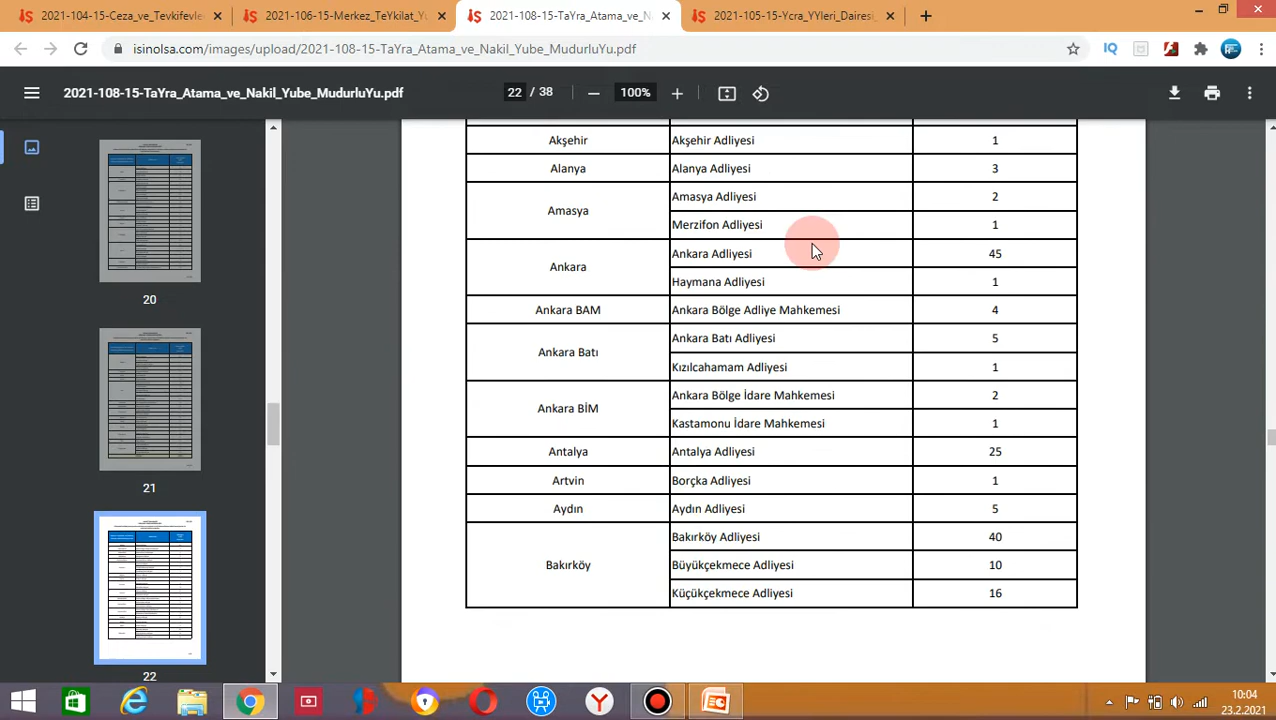 2021-104-15-Ceza_ve_Tevkifevle
2021-106-15-Merkez_TeYkilat_Yu
2021-108-15-TaYra_Atama_ve_N
2021-105-15-Ycra_YYleri_Dairesi_
isinolsa.com/images/upload/2021-108-15-TaYra_Atama_ve_Nakil_Yube_MudurluYu.pdf
2021-108-15-TaYra_Atama_ve_Nakil_Yube_MudurluYu.pdf
22 / 38
100%
Akşehir Akşehir Adliyesi 1
Alanya Alanya Adliyesi 3
Amasya Amasya Adliyesi 2
Merzifon Adliyesi 1
Ankara Ankara Adliyesi 45
Haymana Adliyesi 1
Ankara BAM Ankara Bölge Adliye Mahkemesi 4
Ankara Batı Ankara Batı Adliyesi 5
Kızılcahamam Adliyesi 1
Ankara BİM Ankara Bölge İdare Mahkemesi 2
Kastamonu İdare Mahkemesi 1
Antalya Antalya Adliyesi 25
Artvin Borçka Adliyesi 1
Aydın Aydın Adliyesi 5
Bakırköy Bakırköy Adliyesi 40
Büyükçekmece Adliyesi 10
Küçükçekmece Adliyesi 16
20
21
22
10:04
23.2.2021